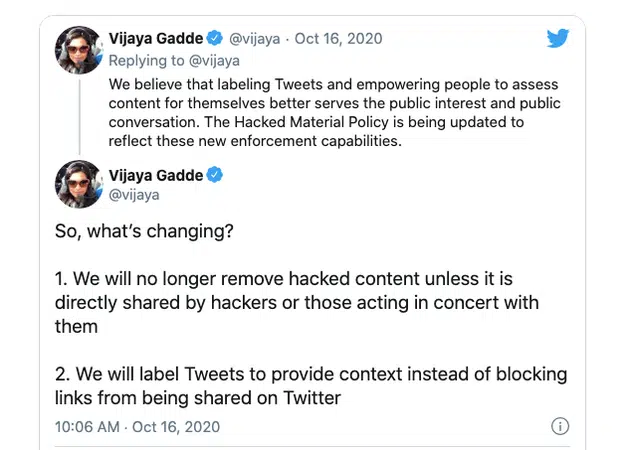 Vijaya Gadde @vijaya · Oct 16, 2020
Replying to @vijaya
We believe that labeling Tweets and empowering people to assess
content for themselves better serves the public interest and public
conversation. The Hacked Material Policy is being updated to
reflect these new enforcement capabilities.
Vijaya Gadde
@vijaya
So, what’s changing?
1. We will no longer remove hacked content unless it is
directly shared by hackers or those acting in concert with
them
2. We will label Tweets to provide context instead of blocking
links from being shared on Twitter
10:06 AM · Oct 16, 2020